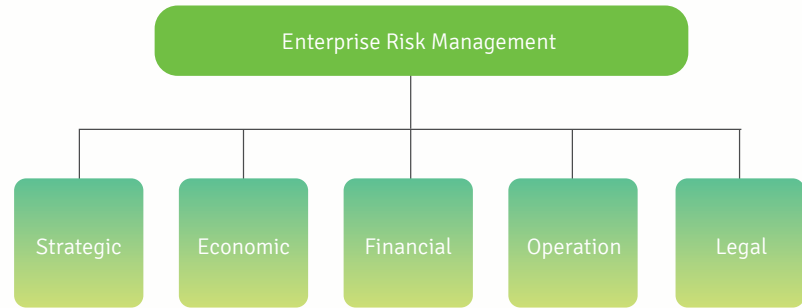 Enterprise Risk Management
Strategic
Economic
Financial
Operation
Legal